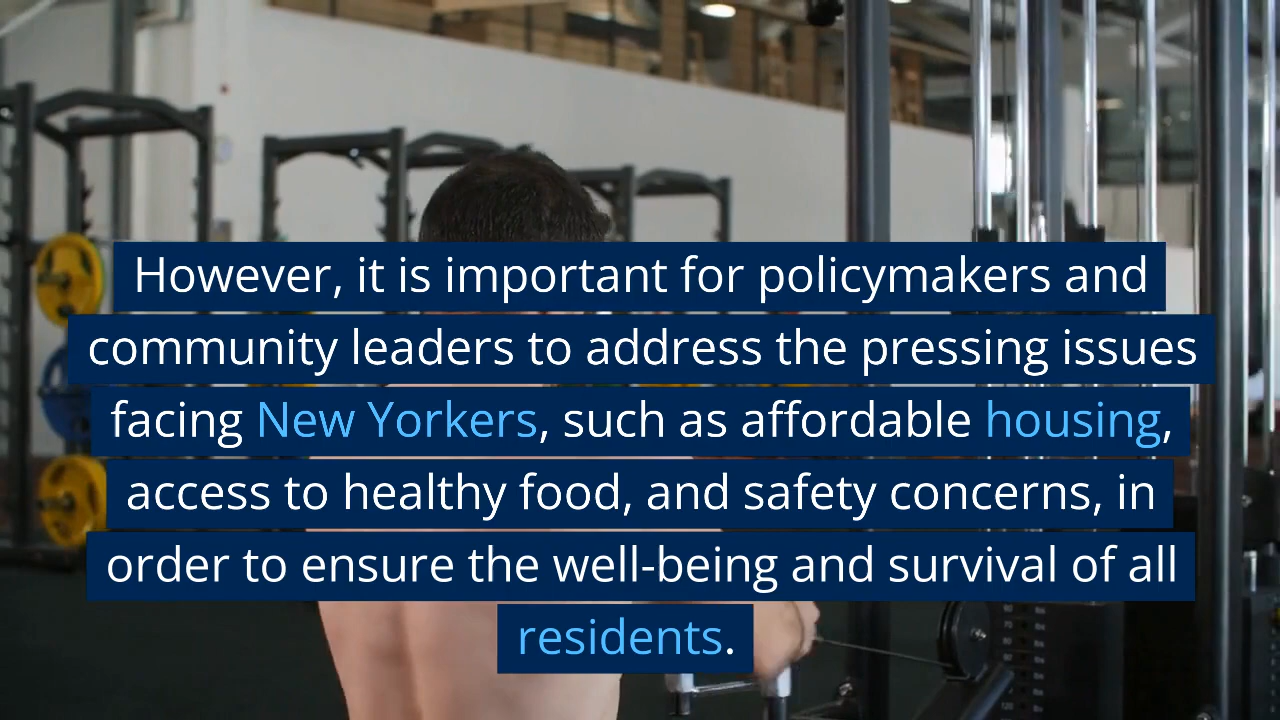 However, it is important for policymakers and
community leaders to address the pressing issues
facing New Yorkers, such as affordable housing,
access to healthy food, and safety concerns, in
order to ensure the well-being and survival of all
residents.